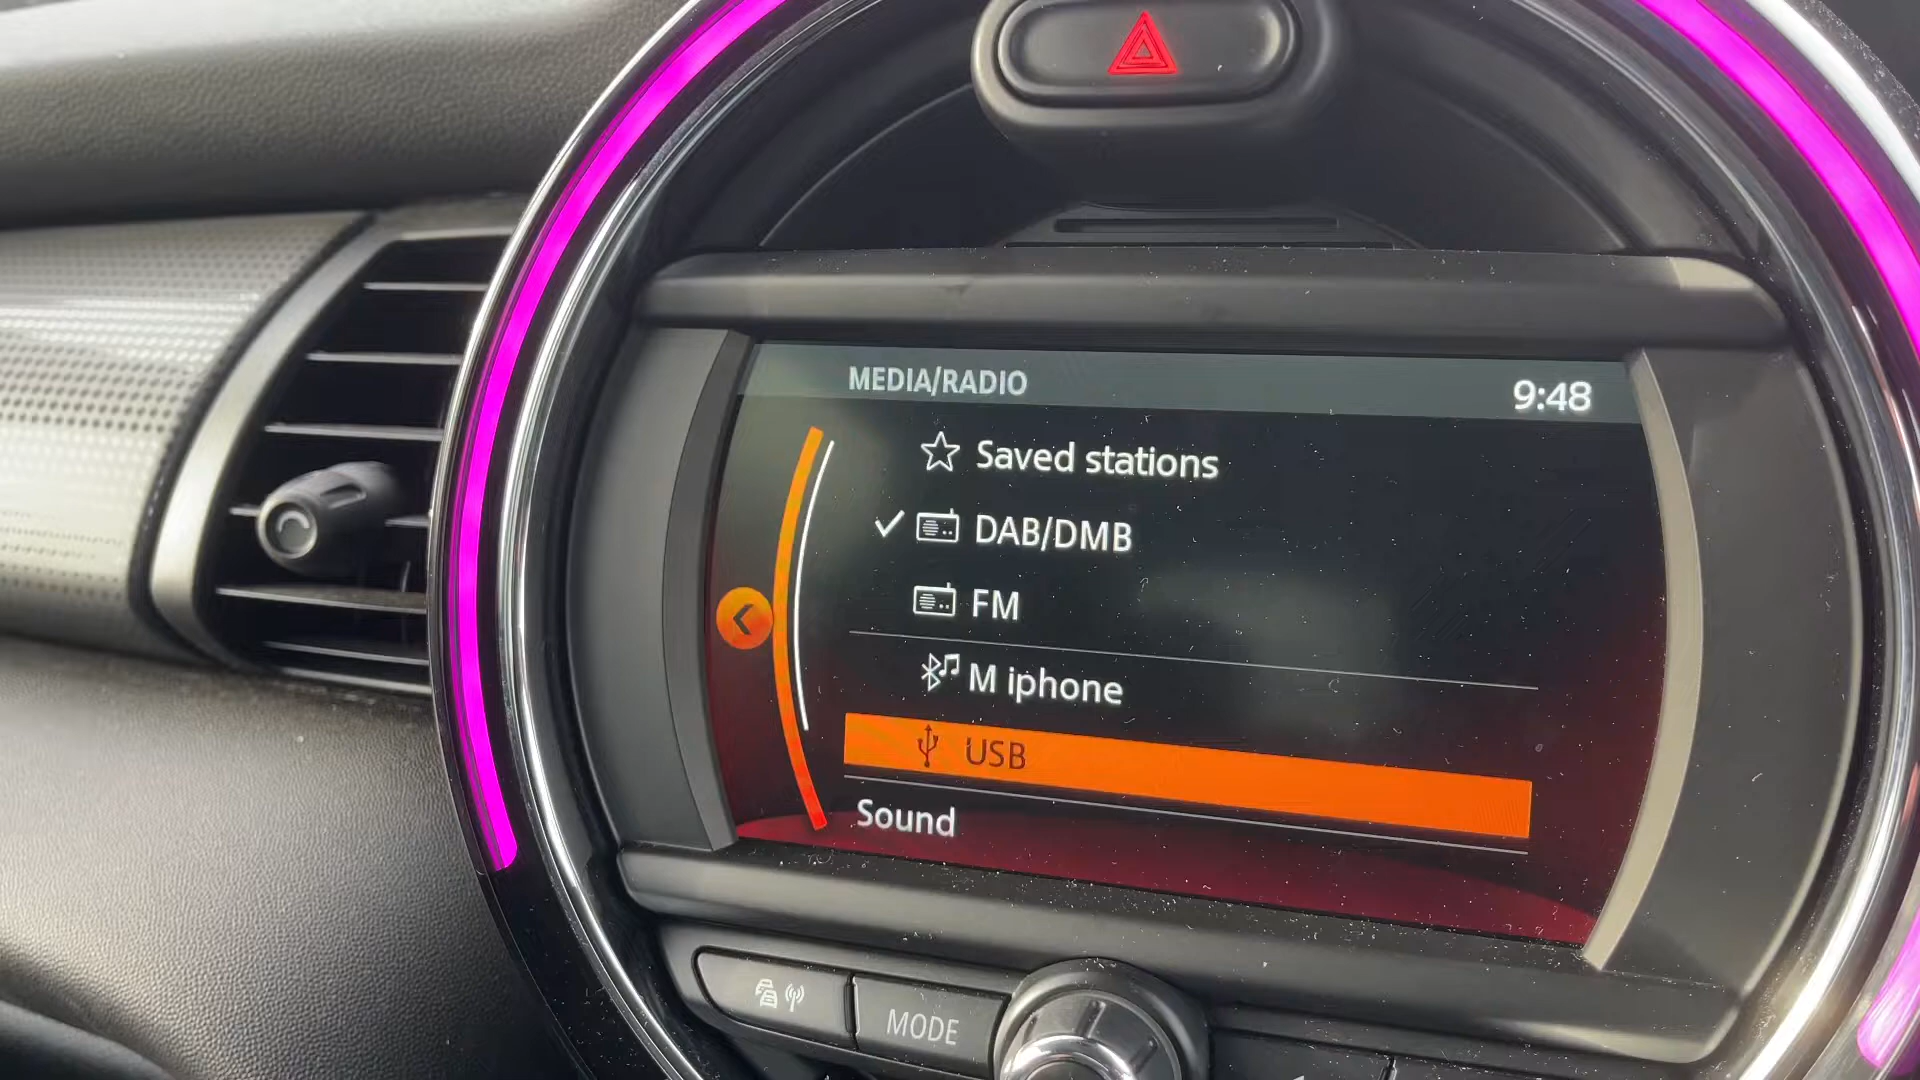 MEDIA/RADIO
9:48
Saved stations
DAB/DMB
FM
M iphone
USB
Sound
MODE